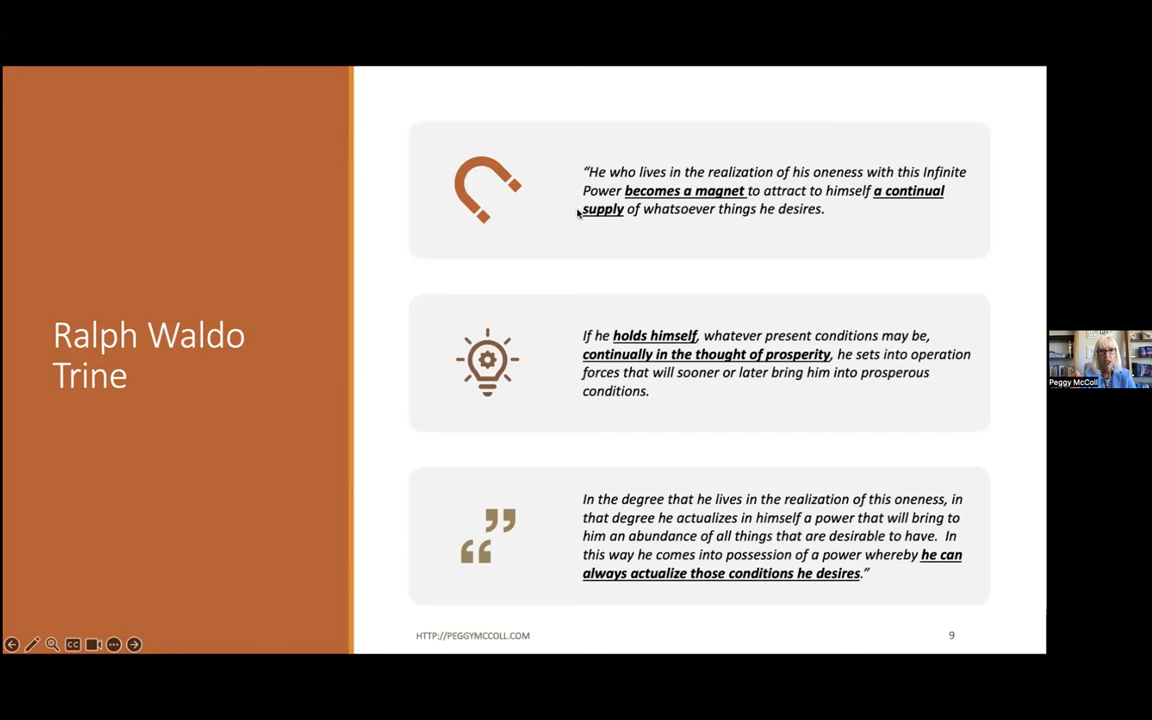 Ralph Waldo
Trine
“He who lives in the realization of his oneness with this Infinite
Power becomes a magnet to attract to himself a continual
supply of whatsoever things he desires.
If he holds himself, whatever present conditions may be,
continually in the thought of prosperity, he sets into operation
forces that will sooner or later bring him into prosperous
conditions.
In the degree that he lives in the realization of this oneness, in
that degree he actualizes in himself a power that will bring to
him an abundance of all things that are desirable to have. In
this way he comes into possession of a power whereby he can
always actualize those conditions he desires.”
HTTP://PEGGYMCCOLL.COM
9
CC
Peggy McColl